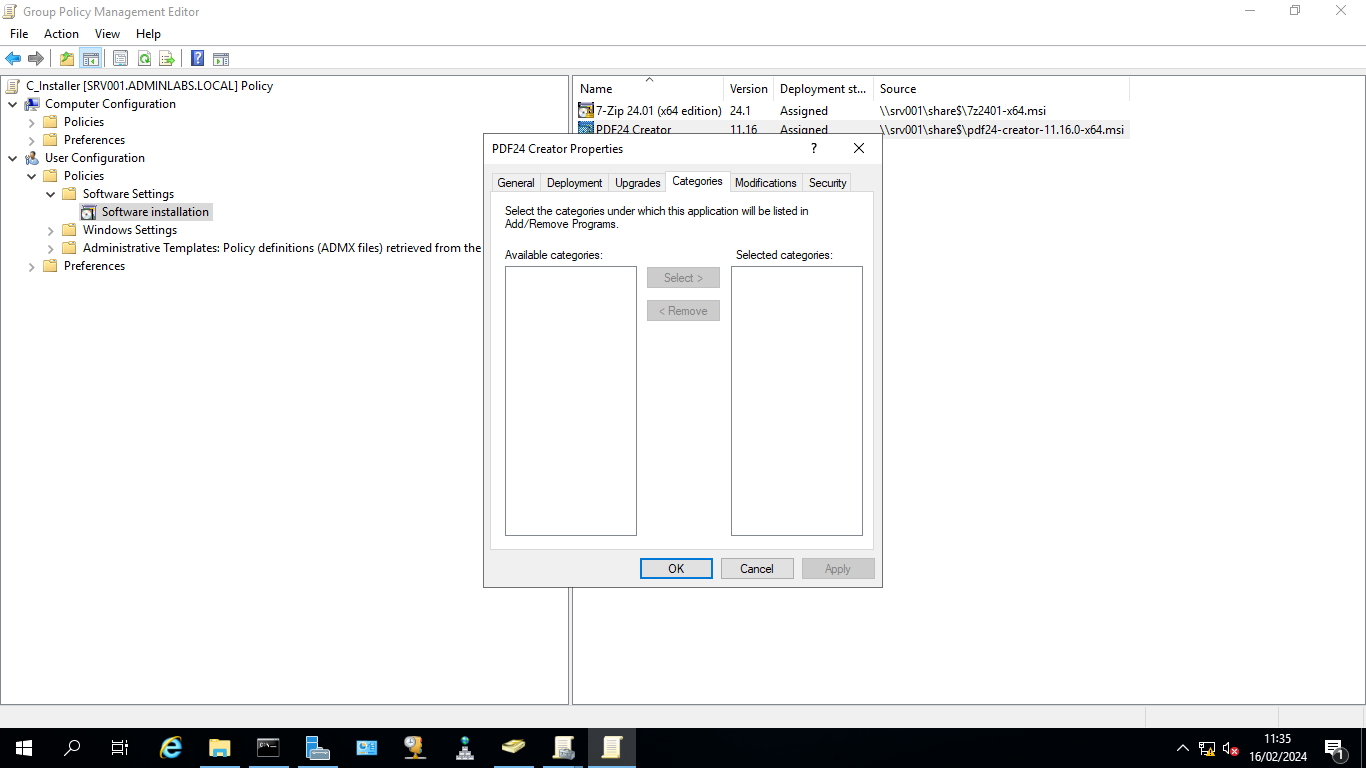 Group Policy Management Editor
File Action View Help
C_Installer [SRV001.ADMINLABS.LOCAL] Policy
Computer Configuration
Policies
Preferences
User Configuration
Policies
Software Settings
Software installation
Windows Settings
Administrative Templates: Policy definitions (ADMX files) retrieved from the
Preferences
Name Version Deployment st... Source
7-Zip 24.01 (x64 edition) 24.1 Assigned \\srv001\share$\7z2401-x64.msi
PDF24 Creator 11.16 Assigned \\srv001\share$\pdf24-creator-11.16.0-x64.msi
PDF24 Creator Properties
?
General Deployment Upgrades Categories Modifications Security
Select the categories under which this application will be listed in
Add/Remove Programs.
Available categories: Selected categories:
Select >
< Remove
OK Cancel Apply
11:35
16/02/2024
1